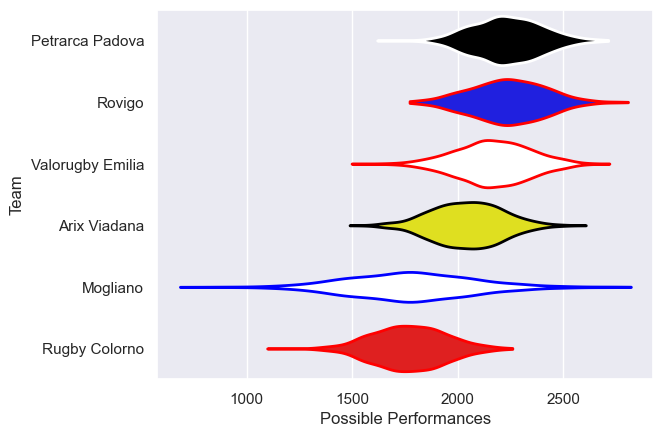 Petrarca Padova
Rovigo
Valorugby Emilia
Arix Viadana
Mogliano
Rugby Colorno
Team
1000 1500 2000 2500
Possible Performances